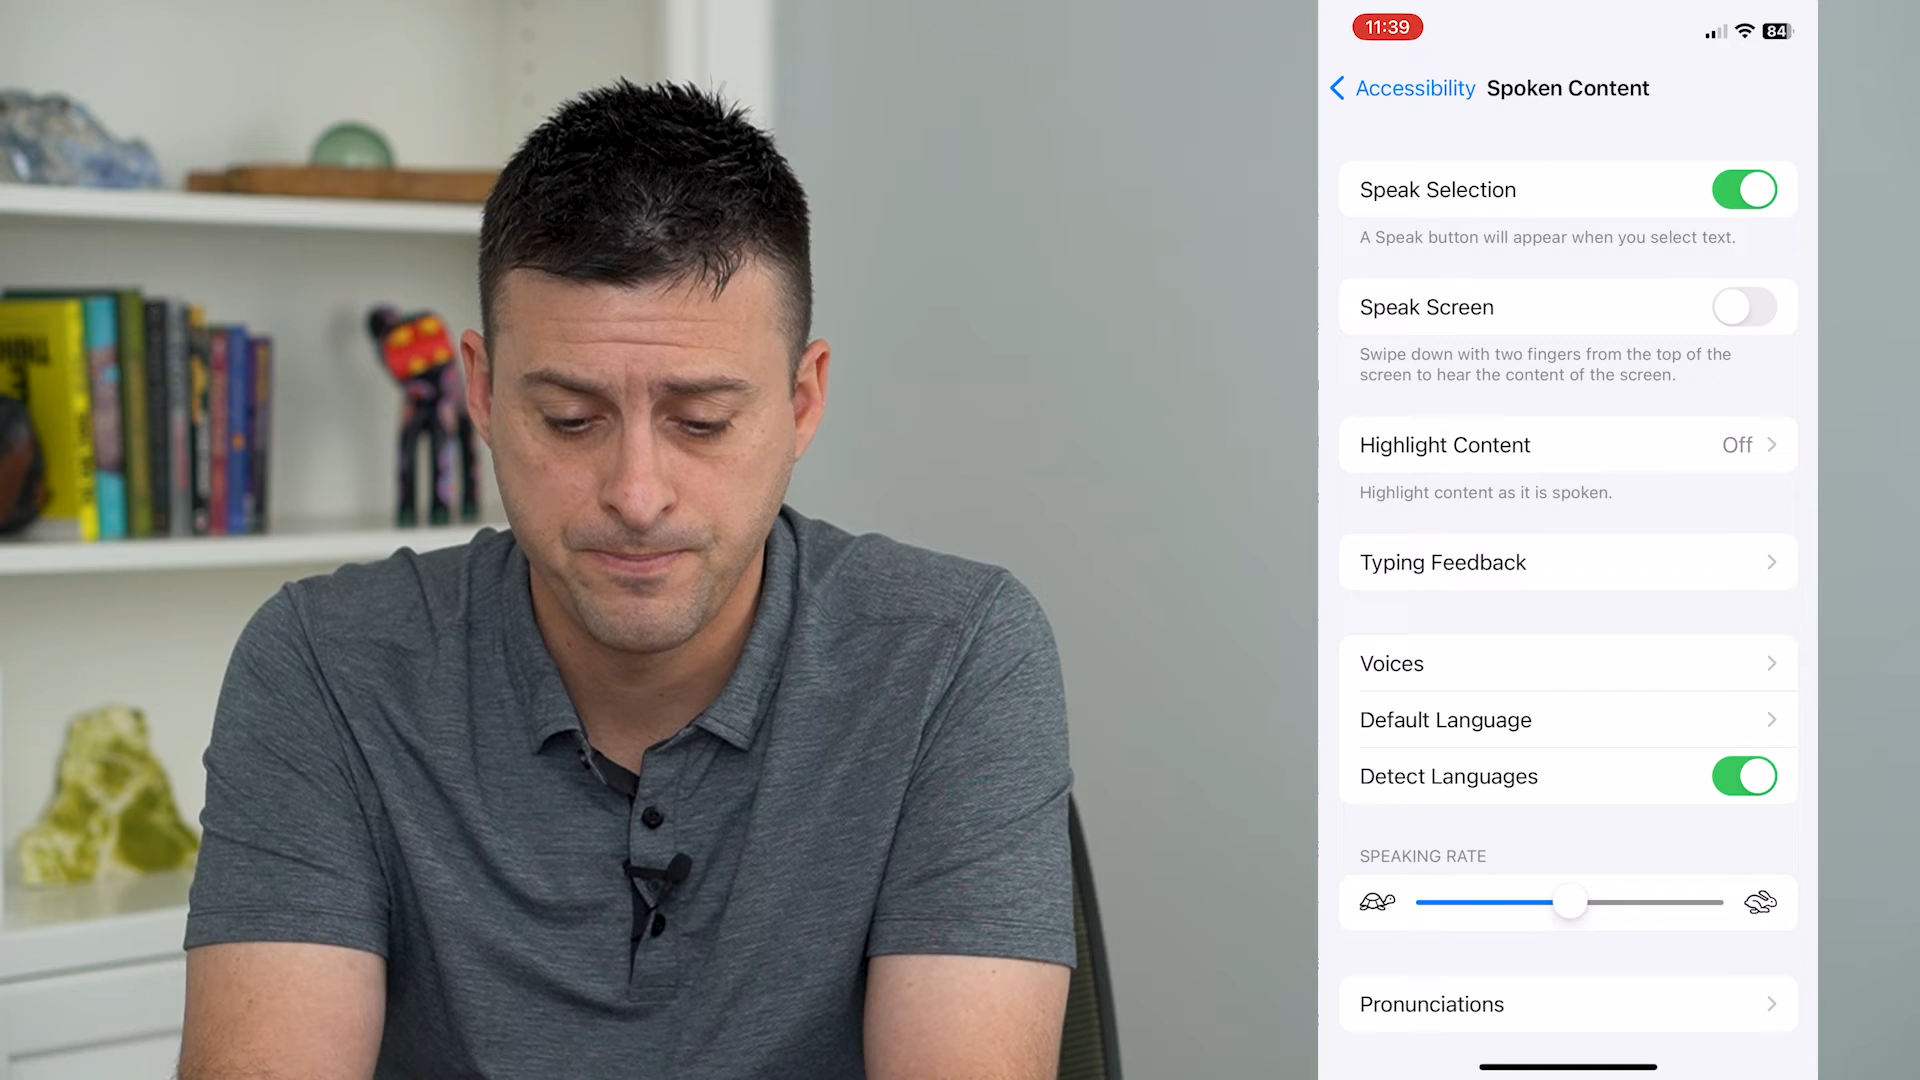 11:39
84
Accessibility Spoken Content
Speak Selection
A Speak button will appear when you select text.
Speak Screen
Swipe down with two fingers from the top of the
screen to hear the content of the screen.
Highlight Content Off
Highlight content as it is spoken.
Typing Feedback
Voices
Default Language
Detect Languages
SPEAKING RATE
Pronunciations